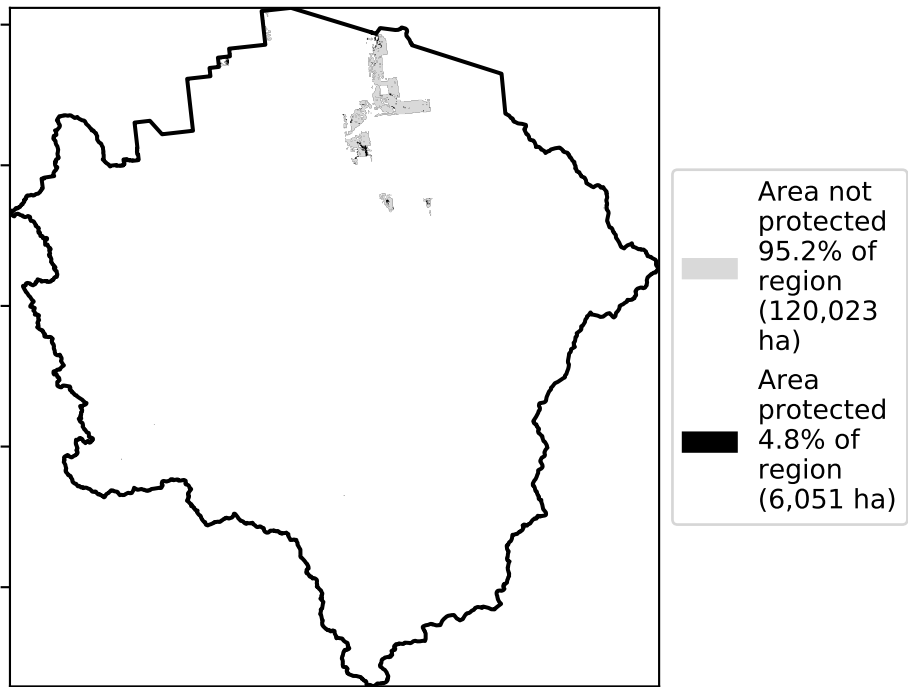 Area not
protected
95.2% of
region
(120,023
ha)
Area
protected
4.8% of
region
(6,051 ha)